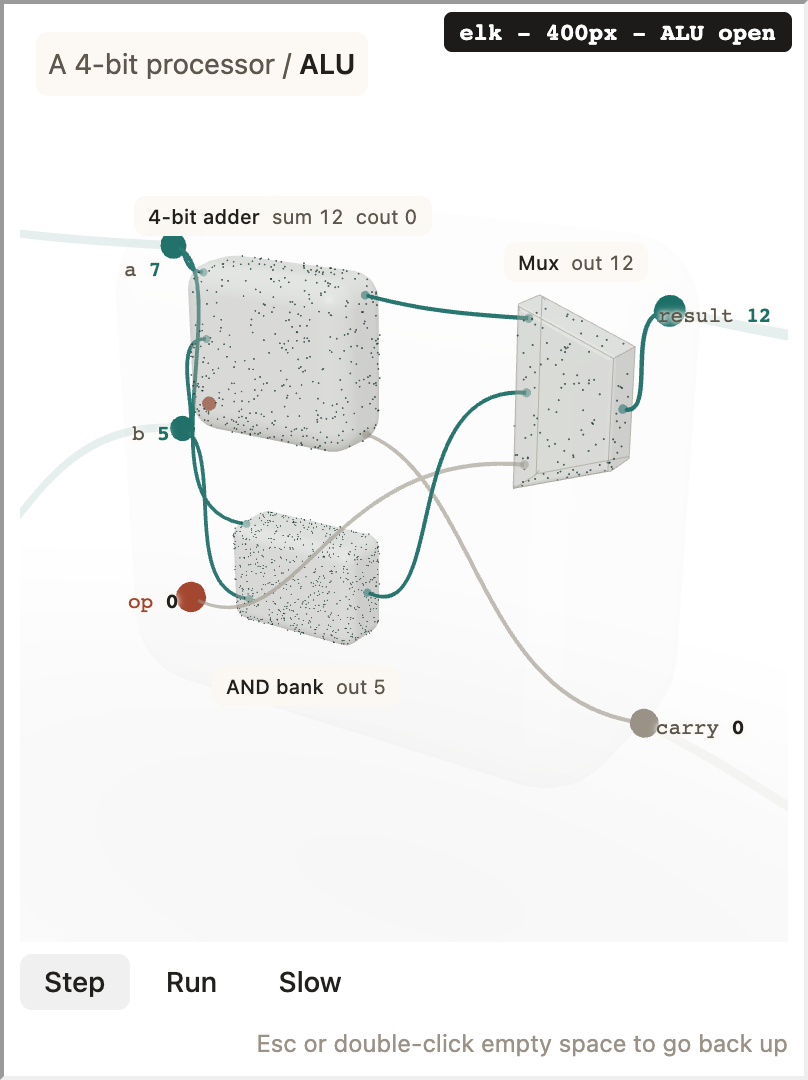 elk – 400px – ALU open
A 4-bit processor / ALU
4-bit adder sum 12 cout 0
a 7
Mux out 12
result 12
b 5
op 0
AND bank out 5
carry 0
Step Run Slow
Esc or double-click empty space to go back up